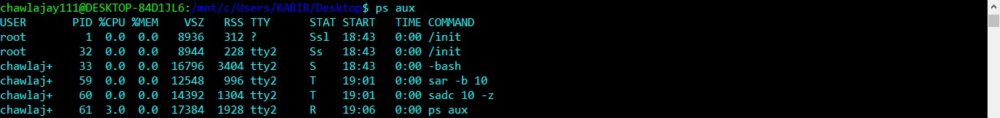 chawlajay111@DESKTOP-84D1JL6:/mnt/c/Users/KABIR/Desktop$ ps aux
USER       PID %CPU %MEM    VSZ   RSS TTY      STAT START   TIME COMMAND
root         1  0.0  0.0   8936   312 ?        Ssl  18:43   0:00 /init
root        32  0.0  0.0   8944   228 tty2     Ss   18:43   0:00 /init
chawlaj+    33  0.0  0.0  16796  3404 tty2     S    18:43   0:00 -bash
chawlaj+    59  0.0  0.0  12548   996 tty2     T    19:01   0:00 sar -b 10
chawlaj+    60  0.0  0.0  14392  1304 tty2     T    19:01   0:00 sadc 10 -z
chawlaj+    61  3.0  0.0  17384  1928 tty2     R    19:06   0:00 ps aux